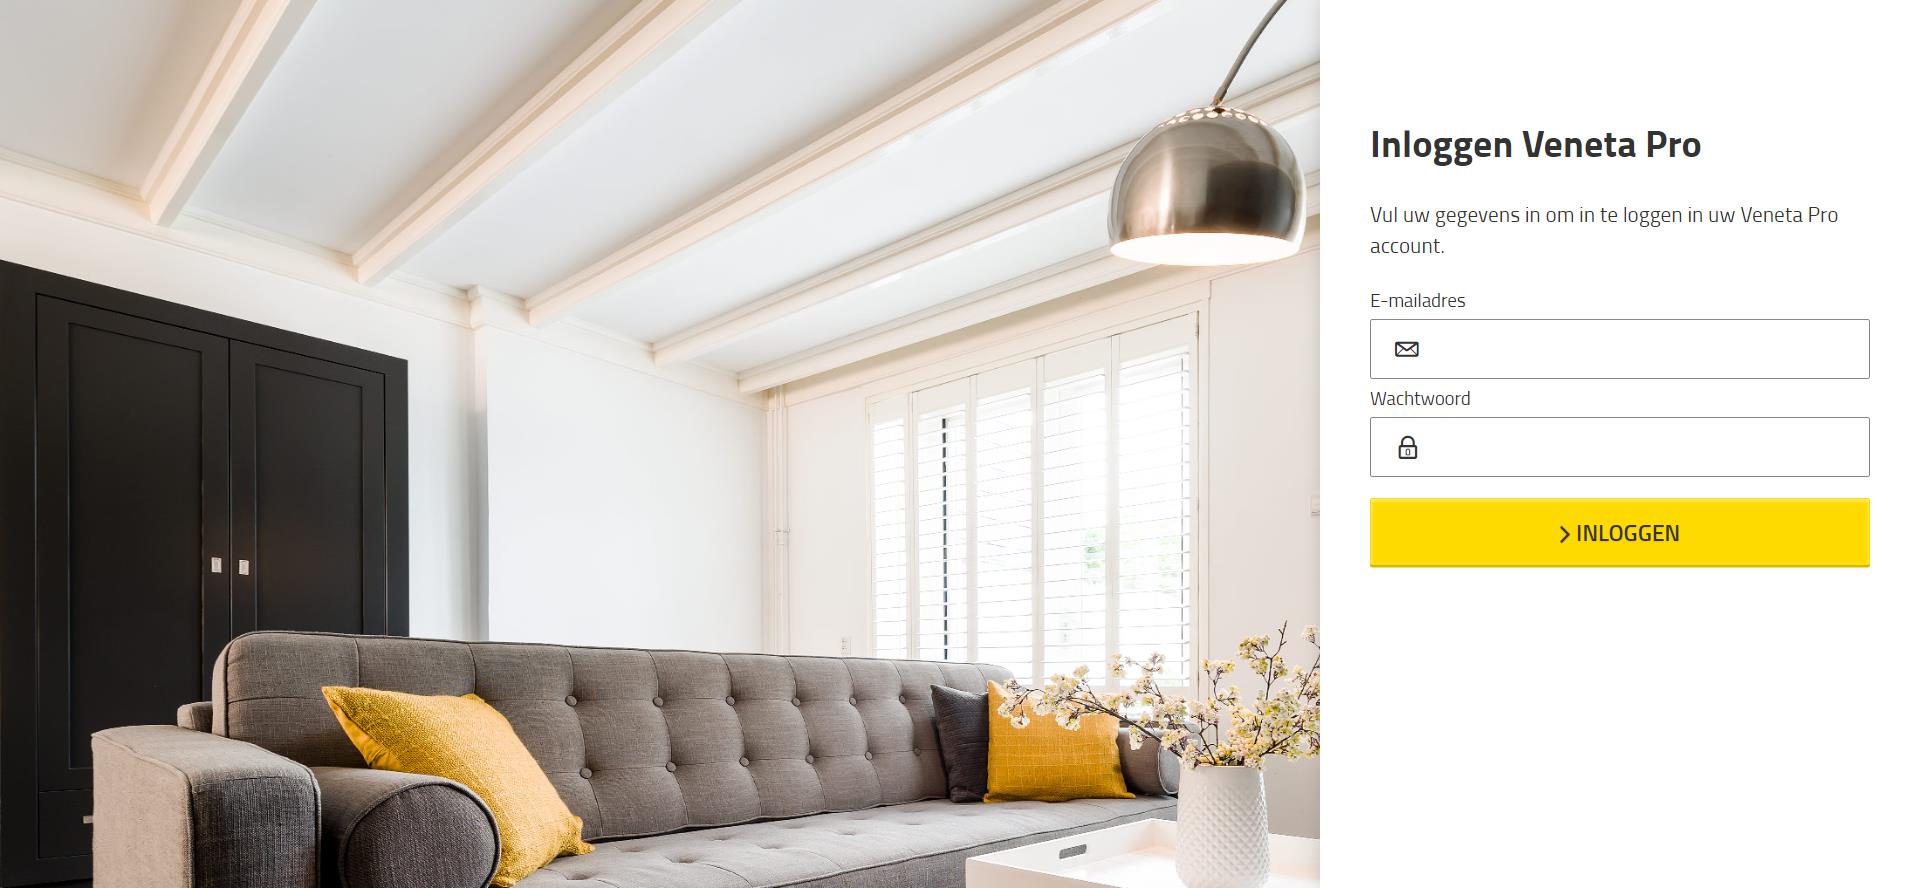 Inloggen Veneta Pro
Vul uw gegevens in om in te loggen in uw Veneta Pro
account.
E-mailadres
Wachtwoord
INLOGGEN